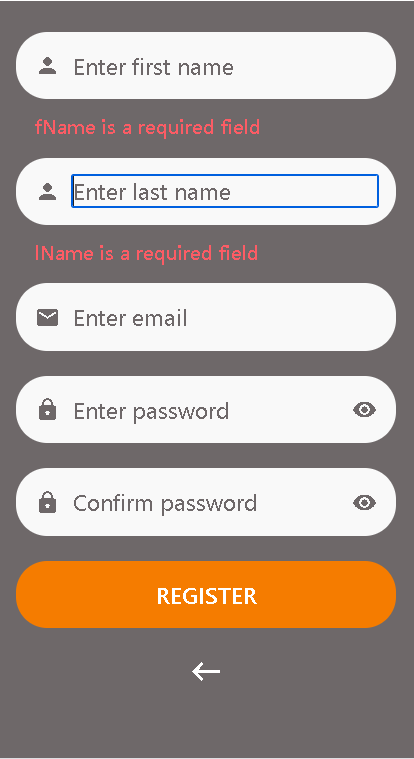 Enter first name
fName is a required field
Enter last name
lName is a required field
Enter email
Enter password
Confirm password
REGISTER